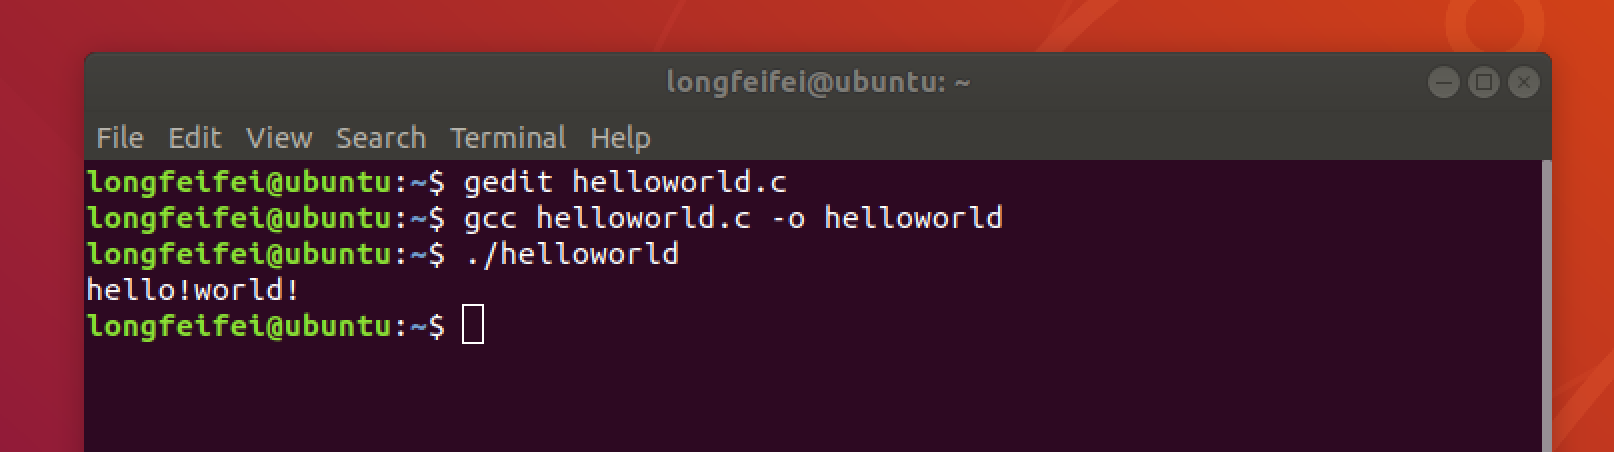 longfeifei@ubuntu: ~
File Edit View Search Terminal Help
longfeifei@ubuntu:~$ gedit helloworld.c
longfeifei@ubuntu:~$ gcc helloworld.c -o helloworld
longfeifei@ubuntu:~$ ./helloworld
hello!world!
longfeifei@ubuntu:~$